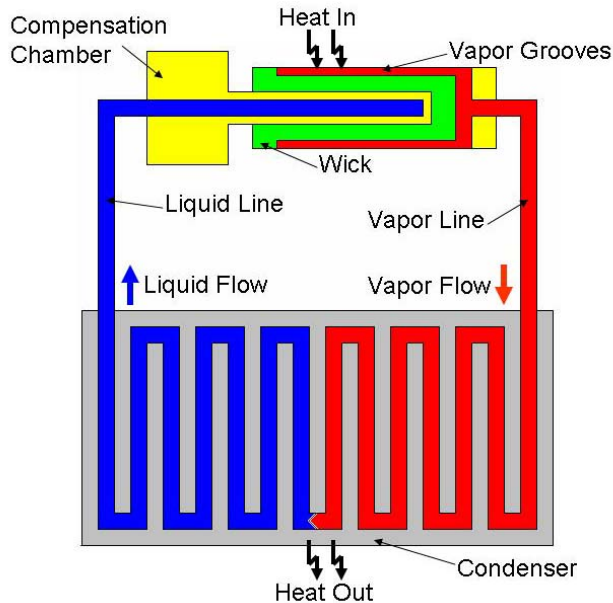 Heat In
Compensation
Chamber
Vapor Grooves
Wick
Liquid Line
Vapor Line
Liquid Flow
Vapor Flow
Condenser
Heat Out